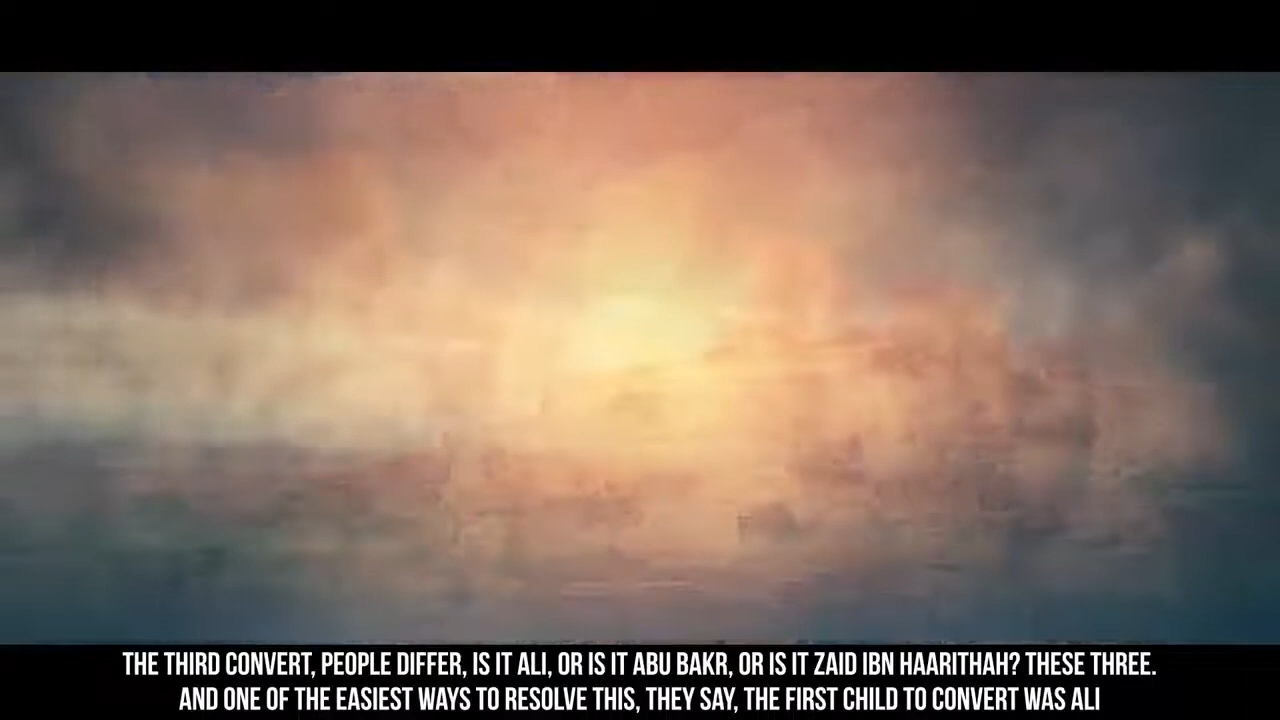 THE THIRD CONVERT, PEOPLE DIFFER, IS IT ALI, OR IS IT ABU BAKR, OR IS IT ZAID IBN HAARITHAH? THESE THREE.
AND ONE OF THE EASIEST WAYS TO RESOLVE THIS, THEY SAY, THE FIRST CHILD TO CONVERT WAS ALI